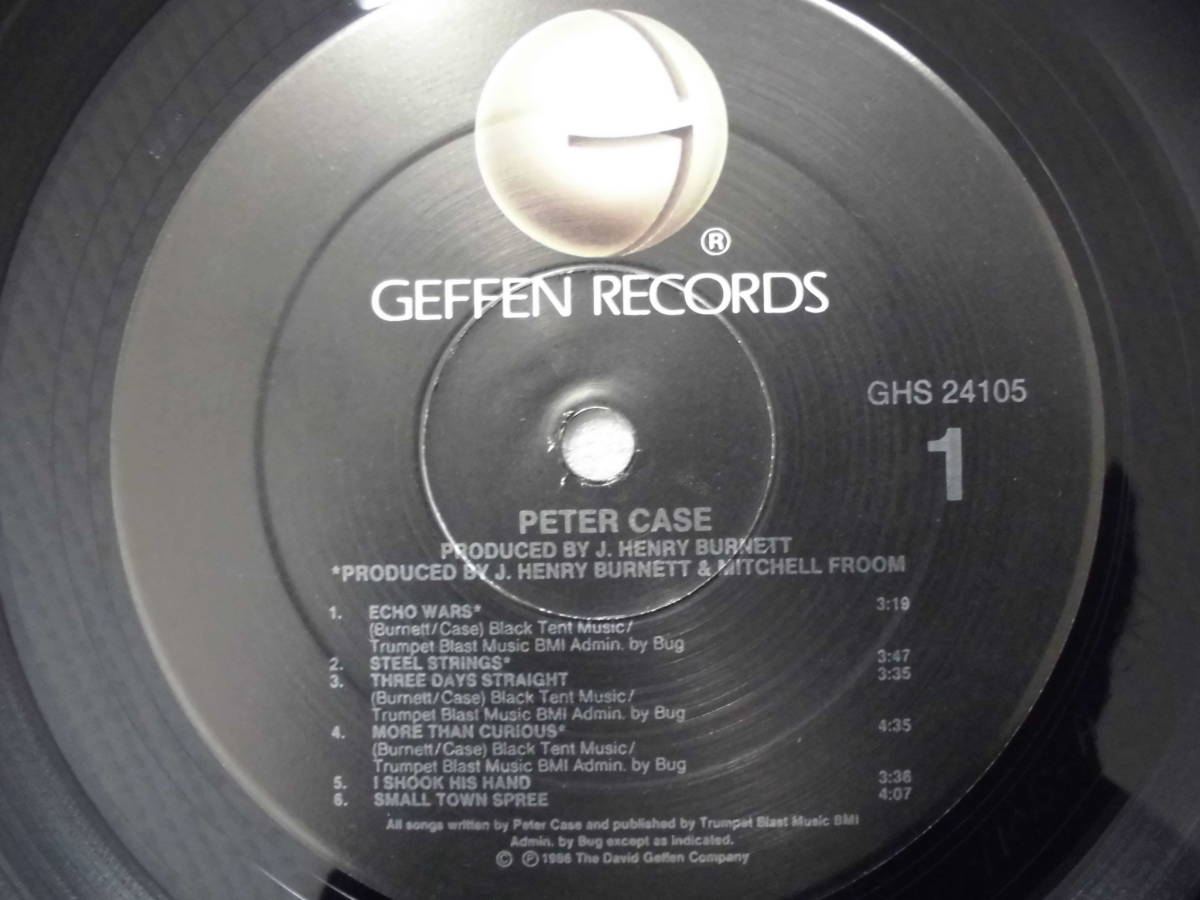 ®
GEFFEN RECORDS
GHS 24105
1
PETER CASE
PRODUCED BY J. HENRY BURNETT
*PRODUCED BY J. HENRY BURNETT & MITCHELL FROOM
1. ECHO WARS* 3:19
(Burnett/Case) Black Tent Music/
Trumpet Blast Music BMI Admin. by Bug
2. STEEL STRINGS* 3:47
3. THREE DAYS STRAIGHT 3:35
(Burnett/Case) Black Tent Music/
Trumpet Blast Music BMI Admin. by Bug
4. MORE THAN CURIOUS* 4:35
(Burnett/Case) Black Tent Music/
Trumpet Blast Music BMI Admin. by Bug
5. I SHOOK HIS HAND 3:36
6. SMALL TOWN SPREE 4:07
All songs written by Peter Case and published by Trumpet Blast Music BMI
Admin. by Bug except as indicated.
© ℗ 1986 The David Geffen Company